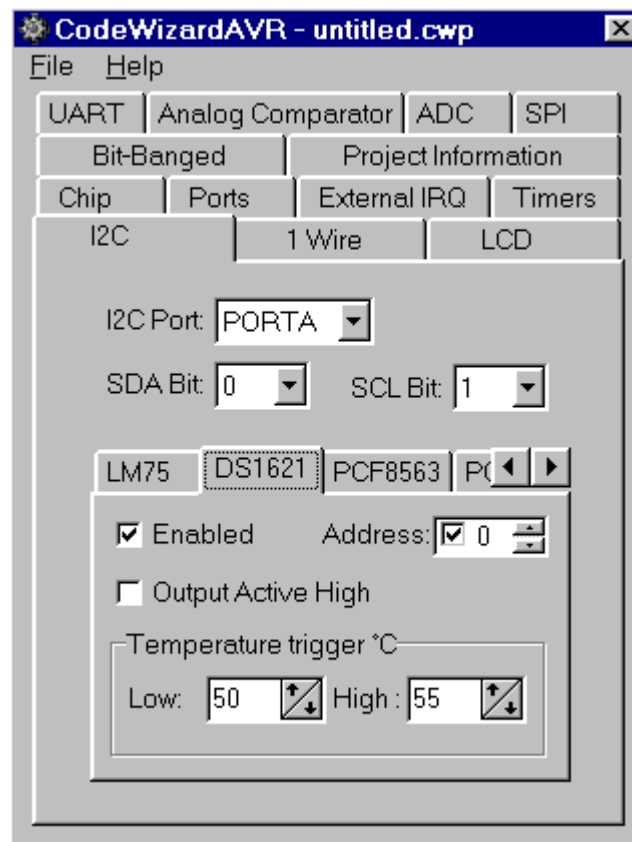 CodeWizardAVR - untitled.cwp
File Help
UART Analog Comparator ADC SPI
Bit-Banged Project Information
Chip Ports External IRQ Timers
I2C 1 Wire LCD
I2C Port: PORTA
SDA Bit: 0 SCL Bit: 1
LM75 DS1621 PCF8563
Enabled Address: 0
Output Active High
Temperature trigger °C
Low: 50 High : 55